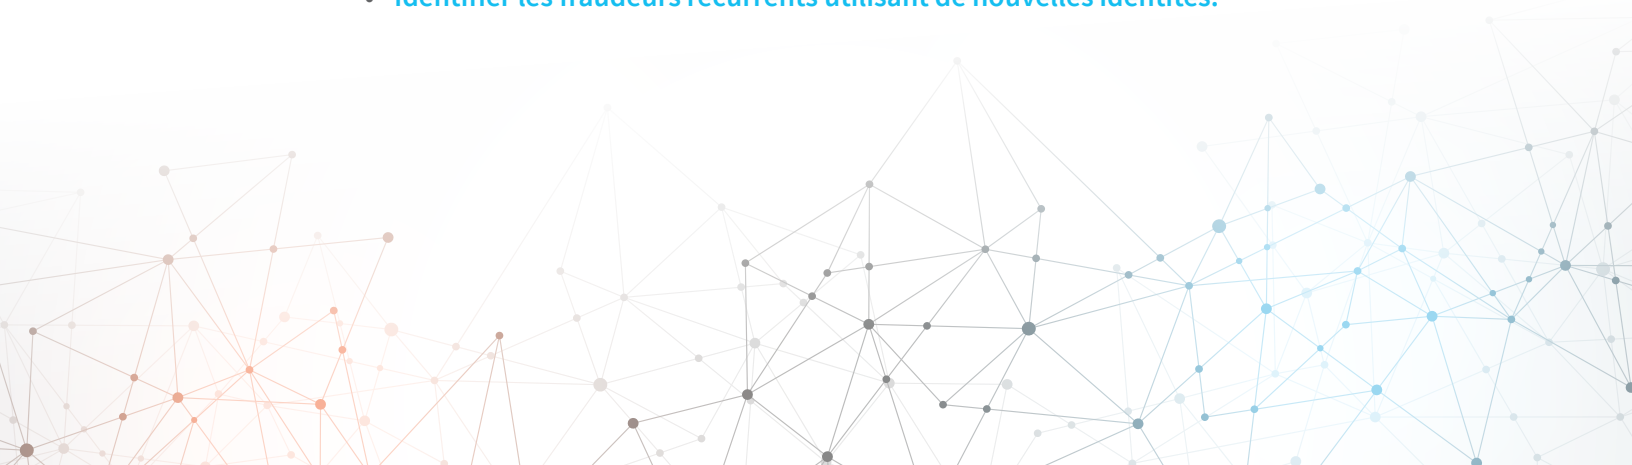 • Identifier les fraudeurs récurrents utilisant de nouvelles identités.